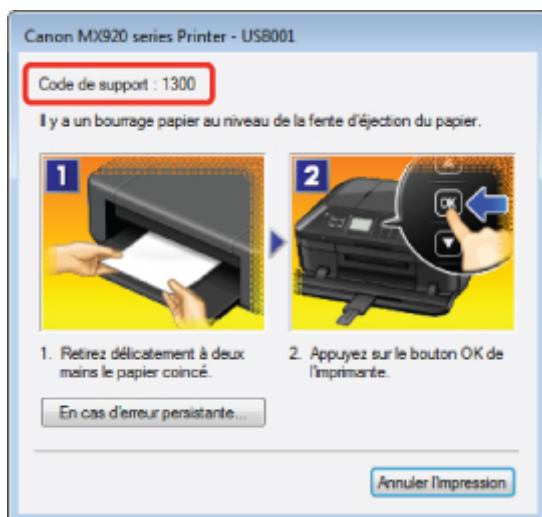 Canon MX920 series Printer - US8001
Code de support : 1300
Il y a un bourrage papier au niveau de la fente d'éjection du papier.
1
2
OK
1. Retirez délicatement à deux
mains le papier coincé.
2. Appuyez sur le bouton OK de
l'imprimante.
En cas d'erreur persistante...
Annuler l'impression